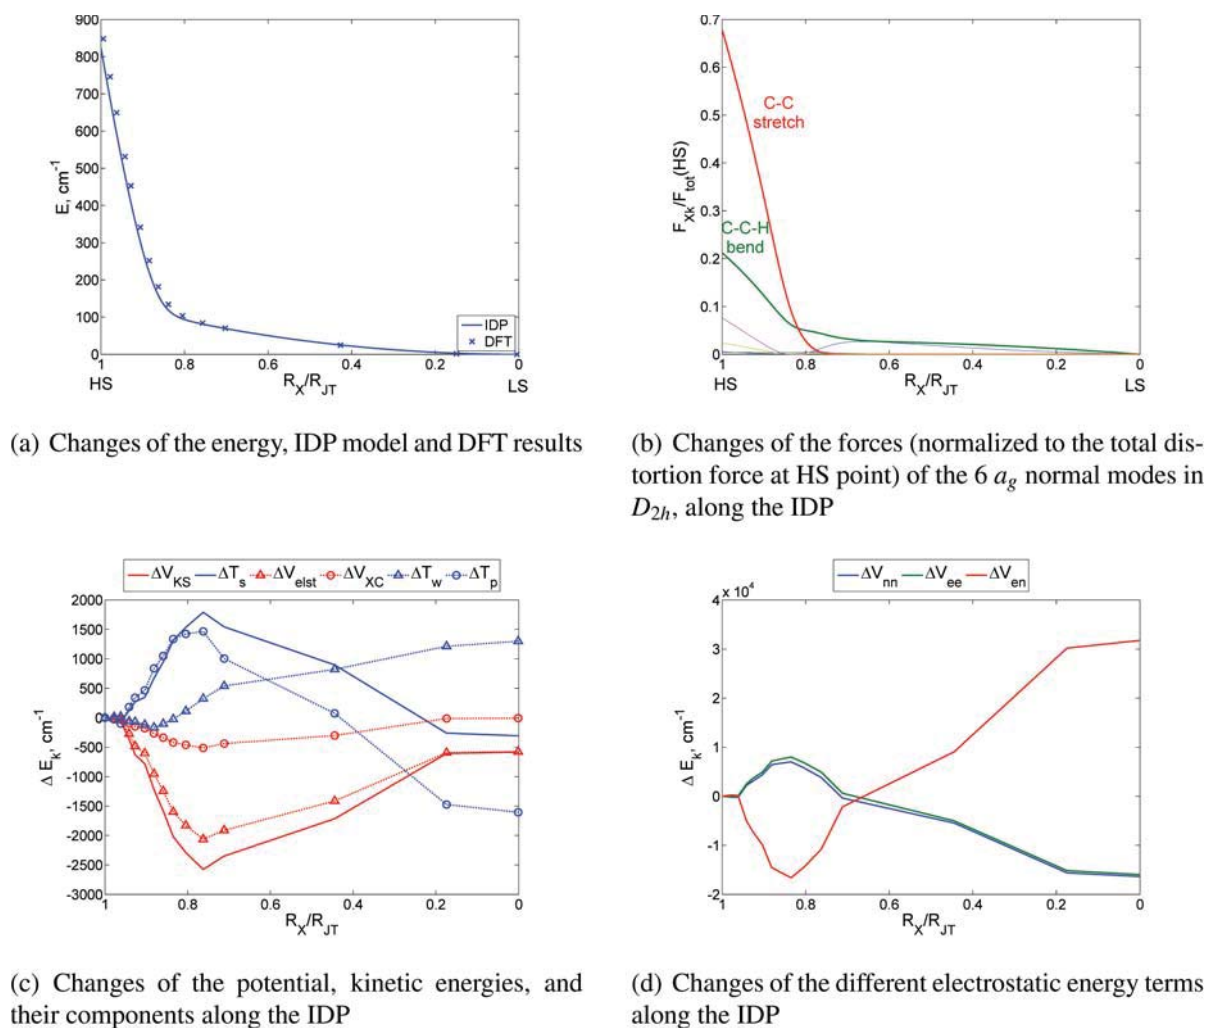 900
800
700
600
500
400
300
200
100
0
E, cm⁻¹
IDP
DFT
1 0.8 0.6 0.4 0.2 0
HS R_X/R_JT LS
(a) Changes of the energy, IDP model and DFT results
0.7
0.6
0.5
0.4
0.3
0.2
0.1
0
F_Xk/F_tot(HS)
C-C
stretch
C-C-H
bend
1 0.8 0.6 0.4 0.2 0
HS R_X/R_JT LS
(b) Changes of the forces (normalized to the total dis-
tortion force at HS point) of the 6 a_g normal modes in
D_2h, along the IDP
ΔV_KS ΔT_s ΔV_elst ΔV_XC ΔT_w ΔT_p
2000
1500
1000
500
0
-500
-1000
-1500
-2000
-2500
-3000
Δ E_k, cm⁻¹
1 0.8 0.6 0.4 0.2 0
R_X/R_JT
(c) Changes of the potential, kinetic energies, and
their components along the IDP
ΔV_nn ΔV_ee ΔV_en
x 10⁴
4
3
2
1
0
-1
-2
Δ E_k, cm⁻¹
1 0.8 0.6 0.4 0.2 0
R_X/R_JT
(d) Changes of the different electrostatic energy terms
along the IDP